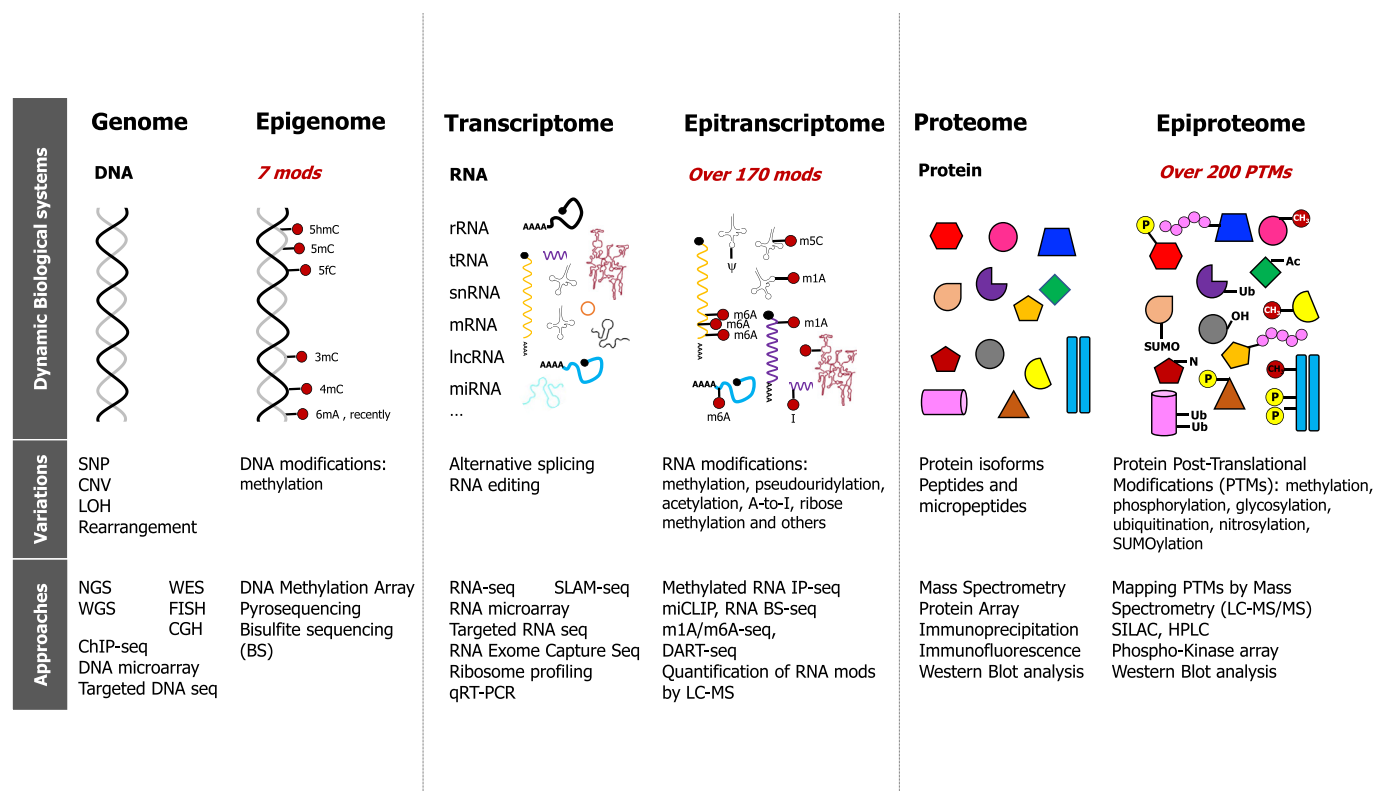 Dynamic Biological systems
Genome
DNA
Epigenome
7 mods
5hmC
5mC
5fC
3mC
4mC
6mA , recently
Transcriptome
RNA
rRNA
tRNA
snRNA
mRNA
lncRNA
miRNA
...
AAAA
AAAA
AAAA
Epitranscriptome
Over 170 mods
Ψ
m5C
m1A
m6A
m6A
m6A
m1A
AAAA
AAAA
AAAA
m6A
I
Proteome
Protein
Epiproteome
Over 200 PTMs
P
CH3
Ac
Ub
CH3
OH
SUMO
N
P
CH
P
P
Ub
Ub
Variations
SNP
CNV
LOH
Rearrangement
DNA modifications:
methylation
Alternative splicing
RNA editing
RNA modifications:
methylation, pseudouridylation,
acetylation, A-to-I, ribose
methylation and others
Protein isoforms
Peptides and
micropeptides
Protein Post-Translational
Modifications (PTMs): methylation,
phosphorylation, glycosylation,
ubiquitination, nitrosylation,
SUMOylation
Approaches
NGS WES
WGS FISH
CGH
ChIP-seq
DNA microarray
Targeted DNA seq
DNA Methylation Array
Pyrosequencing
Bisulfite sequencing
(BS)
RNA-seq SLAM-seq
RNA microarray
Targeted RNA seq
RNA Exome Capture Seq
Ribosome profiling
qRT-PCR
Methylated RNA IP-seq
miCLIP, RNA BS-seq
m1A/m6A-seq,
DART-seq
Quantification of RNA mods
by LC-MS
Mass Spectrometry
Protein Array
Immunoprecipitation
Immunofluorescence
Western Blot analysis
Mapping PTMs by Mass
Spectrometry (LC-MS/MS)
SILAC, HPLC
Phospho-Kinase array
Western Blot analysis